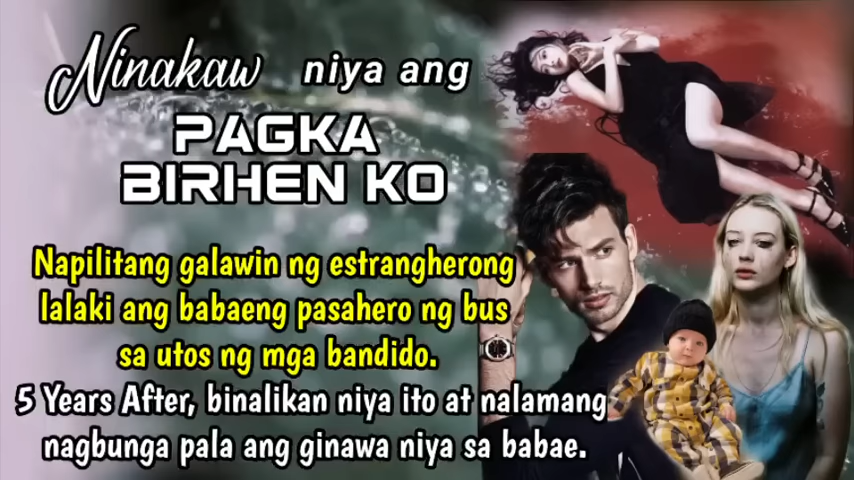 Ninakaw niya ang
PAGKA
BIRHEN KO
Napilitang galawin ng estrangherong
lalaki ang babaeng pasahero ng bus
sa utos ng mga bandido.
5 Years After, binalikan niya ito at nalamang
nagbunga pala ang ginawa niya sa babae.